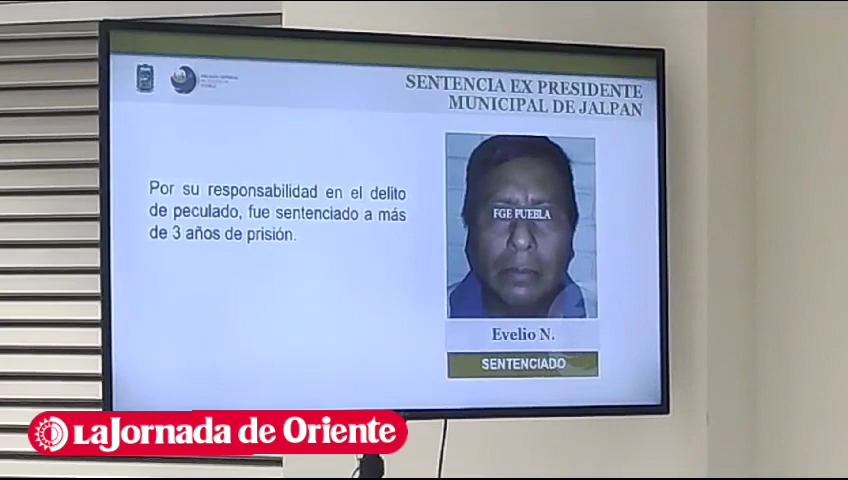 SENTENCIA EX PRESIDENTE
MUNICIPAL DE JALPAN
Por su responsabilidad en el delito
de peculado, fue sentenciado a más
de 3 años de prisión.
FGE PUEBLA
Evelio N.
SENTENCIADO
LaJornada de Oriente